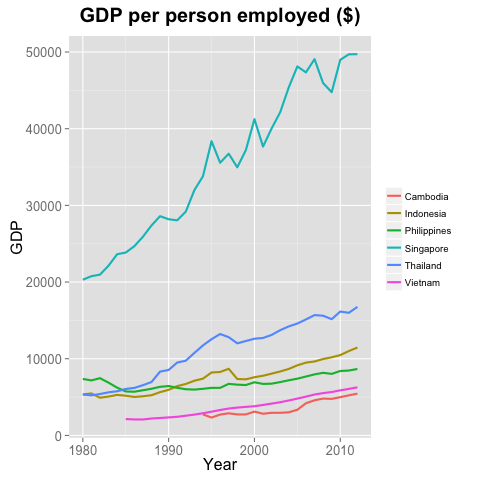 GDP per person employed ($)
GDP
50000
40000
30000
20000
10000
0
1980
1990
2000
2010
Year
Cambodia
Indonesia
Philippines
Singapore
Thailand
Vietnam